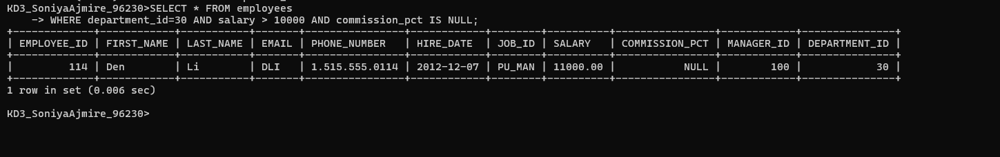 KD3_SoniyaAjmire_96230>SELECT * FROM employees
    -> WHERE department_id=30 AND salary > 10000 AND commission_pct IS NULL;
+-------------+------------+-----------+-------+----------------+------------+--------+----------+----------------+------------+---------------+
| EMPLOYEE_ID | FIRST_NAME | LAST_NAME | EMAIL | PHONE_NUMBER   | HIRE_DATE  | JOB_ID | SALARY   | COMMISSION_PCT | MANAGER_ID | DEPARTMENT_ID |
+-------------+------------+-----------+-------+----------------+------------+--------+----------+----------------+------------+---------------+
|         114 | Den        | Li        | DLI   | 1.515.555.0114 | 2012-12-07 | PU_MAN | 11000.00 |           NULL |        100 |            30 |
+-------------+------------+-----------+-------+----------------+------------+--------+----------+----------------+------------+---------------+
1 row in set (0.006 sec)
KD3_SoniyaAjmire_96230>